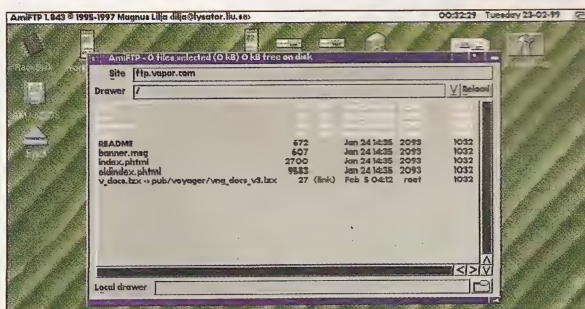 AmiFTP 1.843 © 1995-1997 Magnus Lilja (lilja@lysator.liu.se) 00:32:29 Tuesday 23-02-99
AmiFTP - 0 files selected (0 kB) 0 kB free on disk
Site ftp.vapor.com
Drawer / Reload
README 672 Jan 24 14:35 2093 1032
banner.msg 607 Jan 24 14:35 2093 1032
index.phtml 2700 Jan 24 14:35 2093 1032
oldindex.phtml 9583 Jan 24 14:35 2093 1032
v_docs.lzx -> pub/voyager/vng_docs_v3.lzx 27 (link) Feb 5 04:12 root 1032
Local drawer